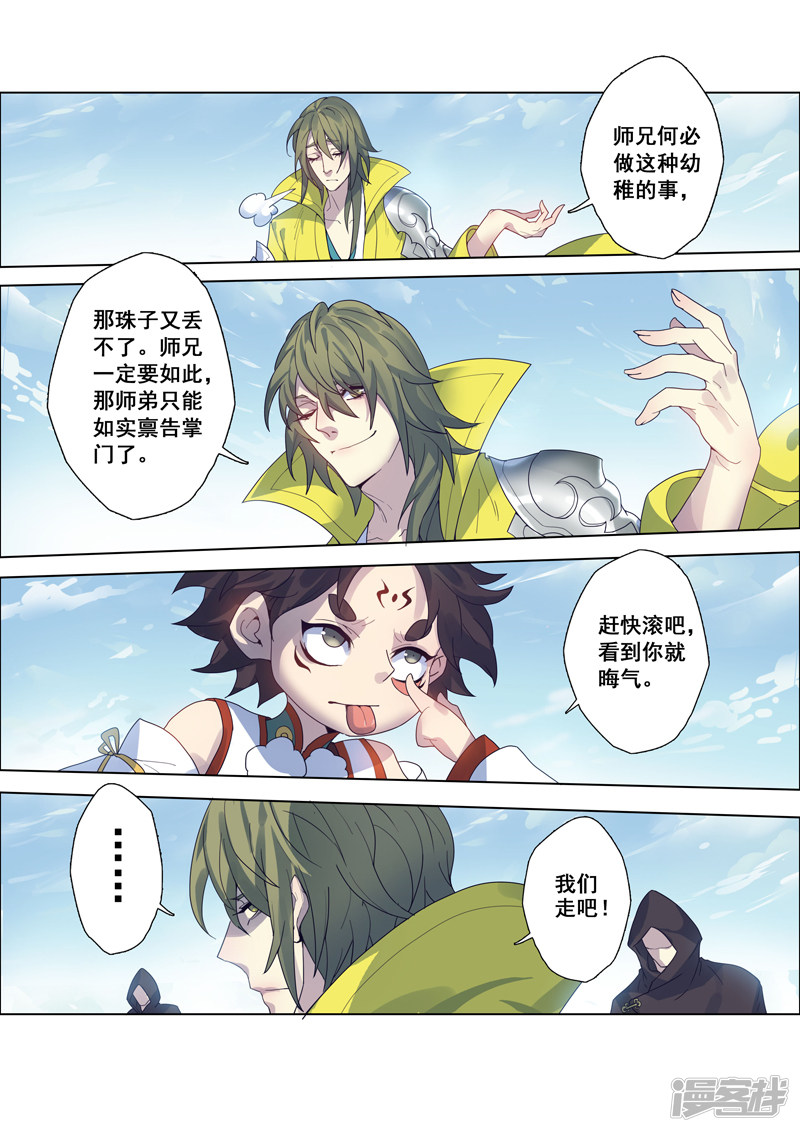 师兄何必
做这种幼
稚的事，
那珠子又丢
不了。师兄
一定要如此，
那师弟只能
如实禀告掌
门了。
赶快滚吧，
看到你就
晦气。
……
我们
走吧！
漫客栈